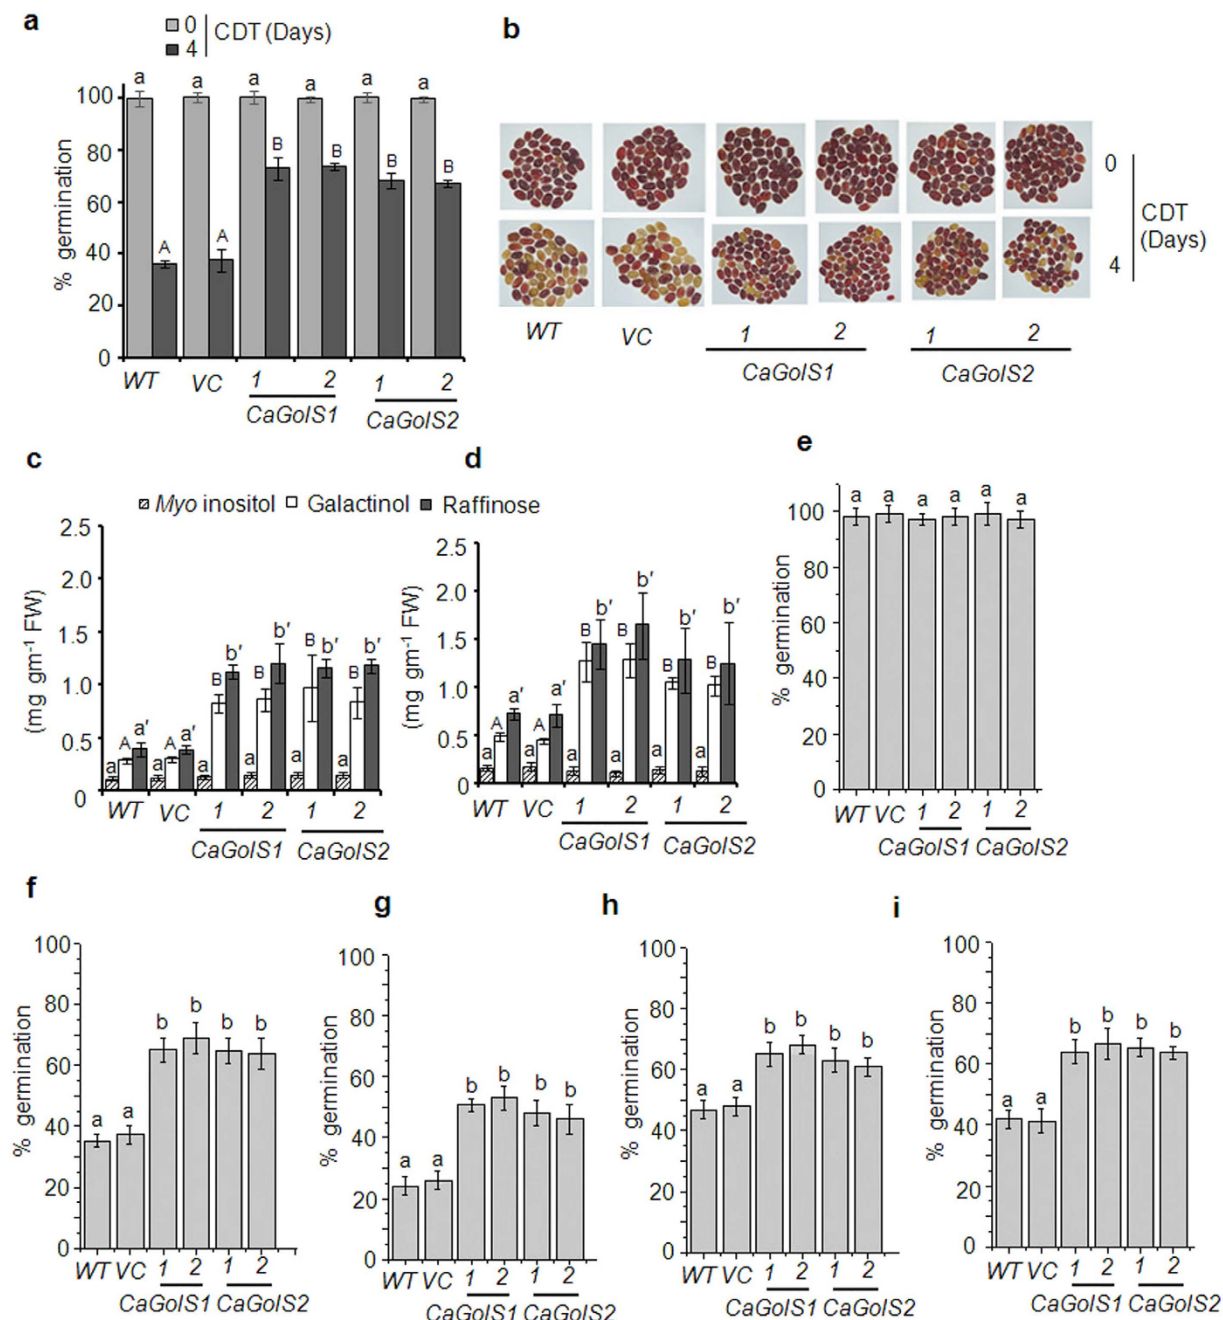 a
0
4
CDT (Days)
a a a a a a
B B B B
A A
100
80
60
40
20
0
% germination
WT VC 1 2 1 2
CaGolS1 CaGolS2
b
0
4
CDT
(Days)
WT VC 1 2 1 2
CaGolS1 CaGolS2
c
Myo inositol Galactinol Raffinose
2.5
2.0
1.5
1.0
0.5
0
(mg gm⁻¹ FW)
a A a′ a A a′ a B b′ a B b′ a B b′ a B b′
WT VC 1 2 1 2
CaGolS1 CaGolS2
d
2.5
2.0
1.5
1.0
0.5
0
(mg gm⁻¹ FW)
a A a′ a A a′ a B b′ a B b′ a B b′ a B b′
WT VC 1 2 1 2
CaGolS1 CaGolS2
e
100
80
60
40
20
0
% germination
a a a a a a
WT VC 1 2 1 2
CaGolS1 CaGolS2
f
100
80
60
40
20
0
% germination
a a b b b b
WT VC 1 2 1 2
CaGolS1 CaGolS2
g
100
80
60
40
20
0
% germination
a a b b b b
WT VC 1 2 1 2
CaGolS1 CaGolS2
h
100
80
60
40
20
0
% germination
a a b b b b
WT VC 1 2 1 2
CaGolS1 CaGolS2
i
100
80
60
40
20
0
% germination
a a b b b b
WT VC 1 2 1 2
CaGolS1 CaGolS2